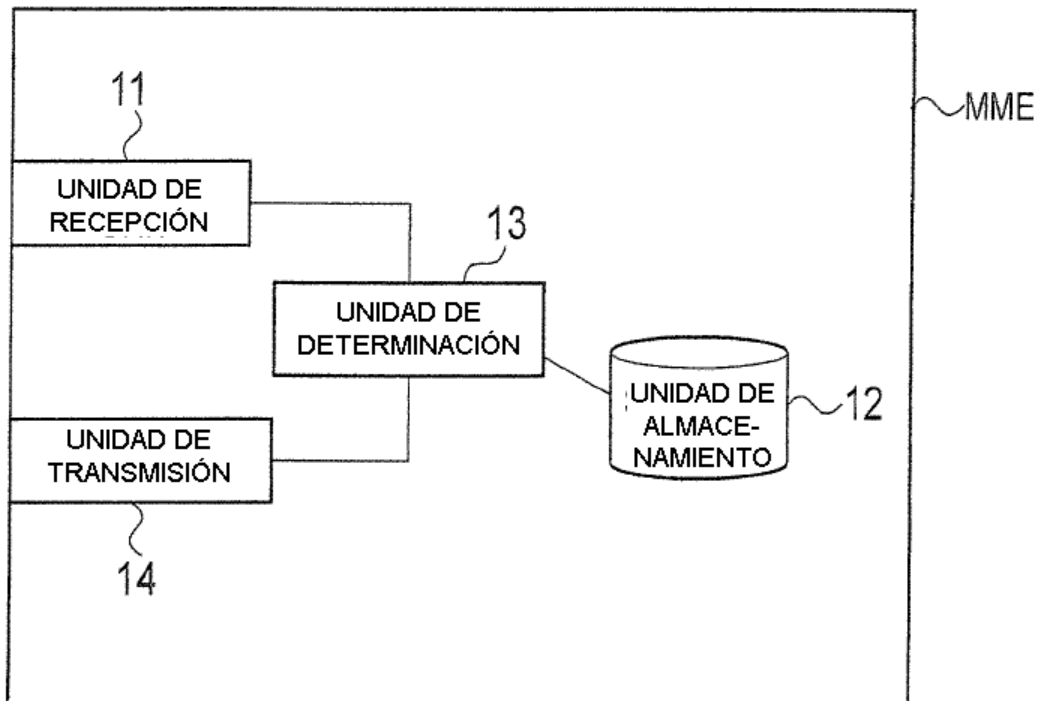 11
MME
UNIDAD DE
RECEPCIÓN
13
UNIDAD DE
DETERMINACIÓN
UNIDAD DE
ALMACE-
NAMIENTO
12
UNIDAD DE
TRANSMISIÓN
14